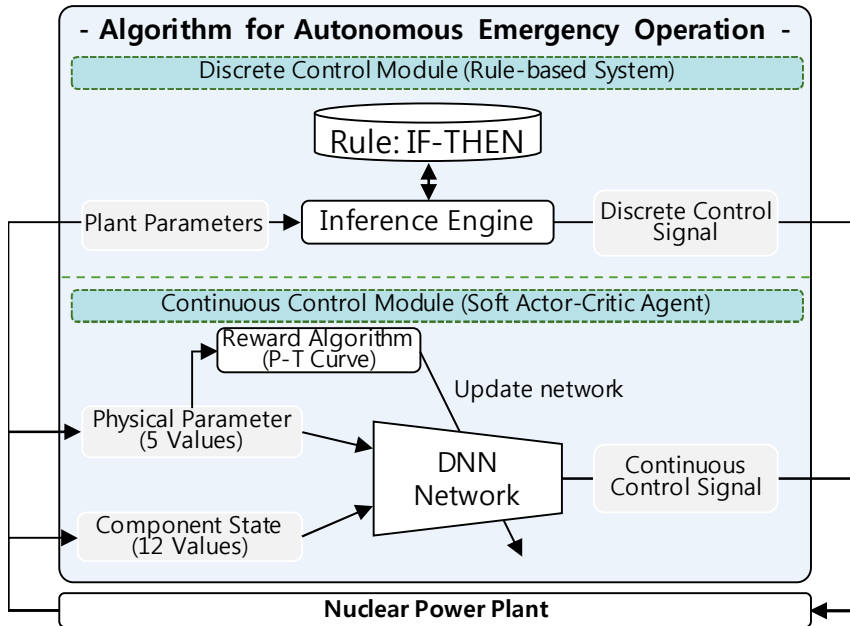 - Algorithm for Autonomous Emergency Operation -
Discrete Control Module (Rule-based System)
Rule: IF-THEN
Plant Parameters
Inference Engine
Discrete Control
Signal
Continuous Control Module (Soft Actor-Critic Agent)
Reward Algorithm
(P-T Curve)
Update network
Physical Parameter
(5 Values)
DNN
Network
Continuous
Control Signal
Component State
(12 Values)
Nuclear Power Plant